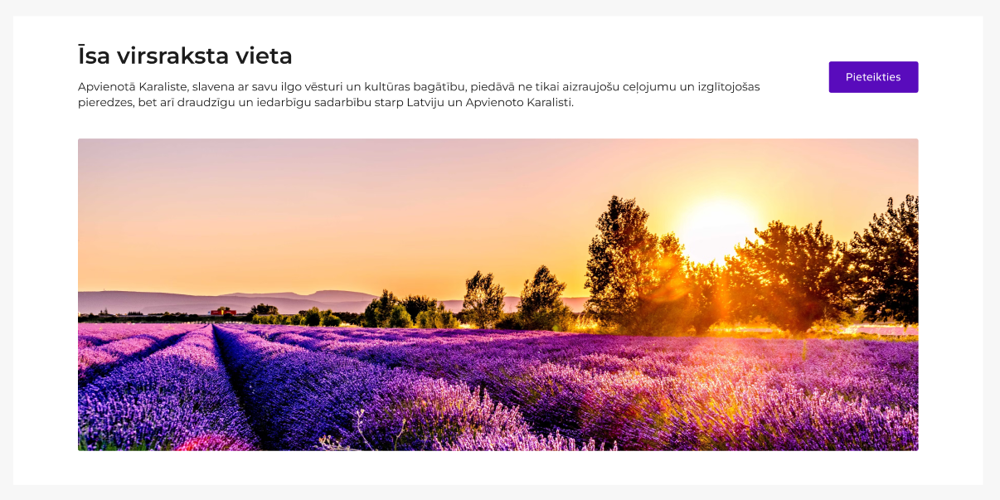 Īsa virsraksta vieta
Apvienotā Karaliste, slavena ar savu ilgo vēsturi un kultūras bagātību, piedāvā ne tikai aizraujošu ceļojumu un izglītojošas
pieredzes, bet arī draudzīgu un iedarbīgu sadarbību starp Latviju un Apvienoto Karalisti.
Pieteikties